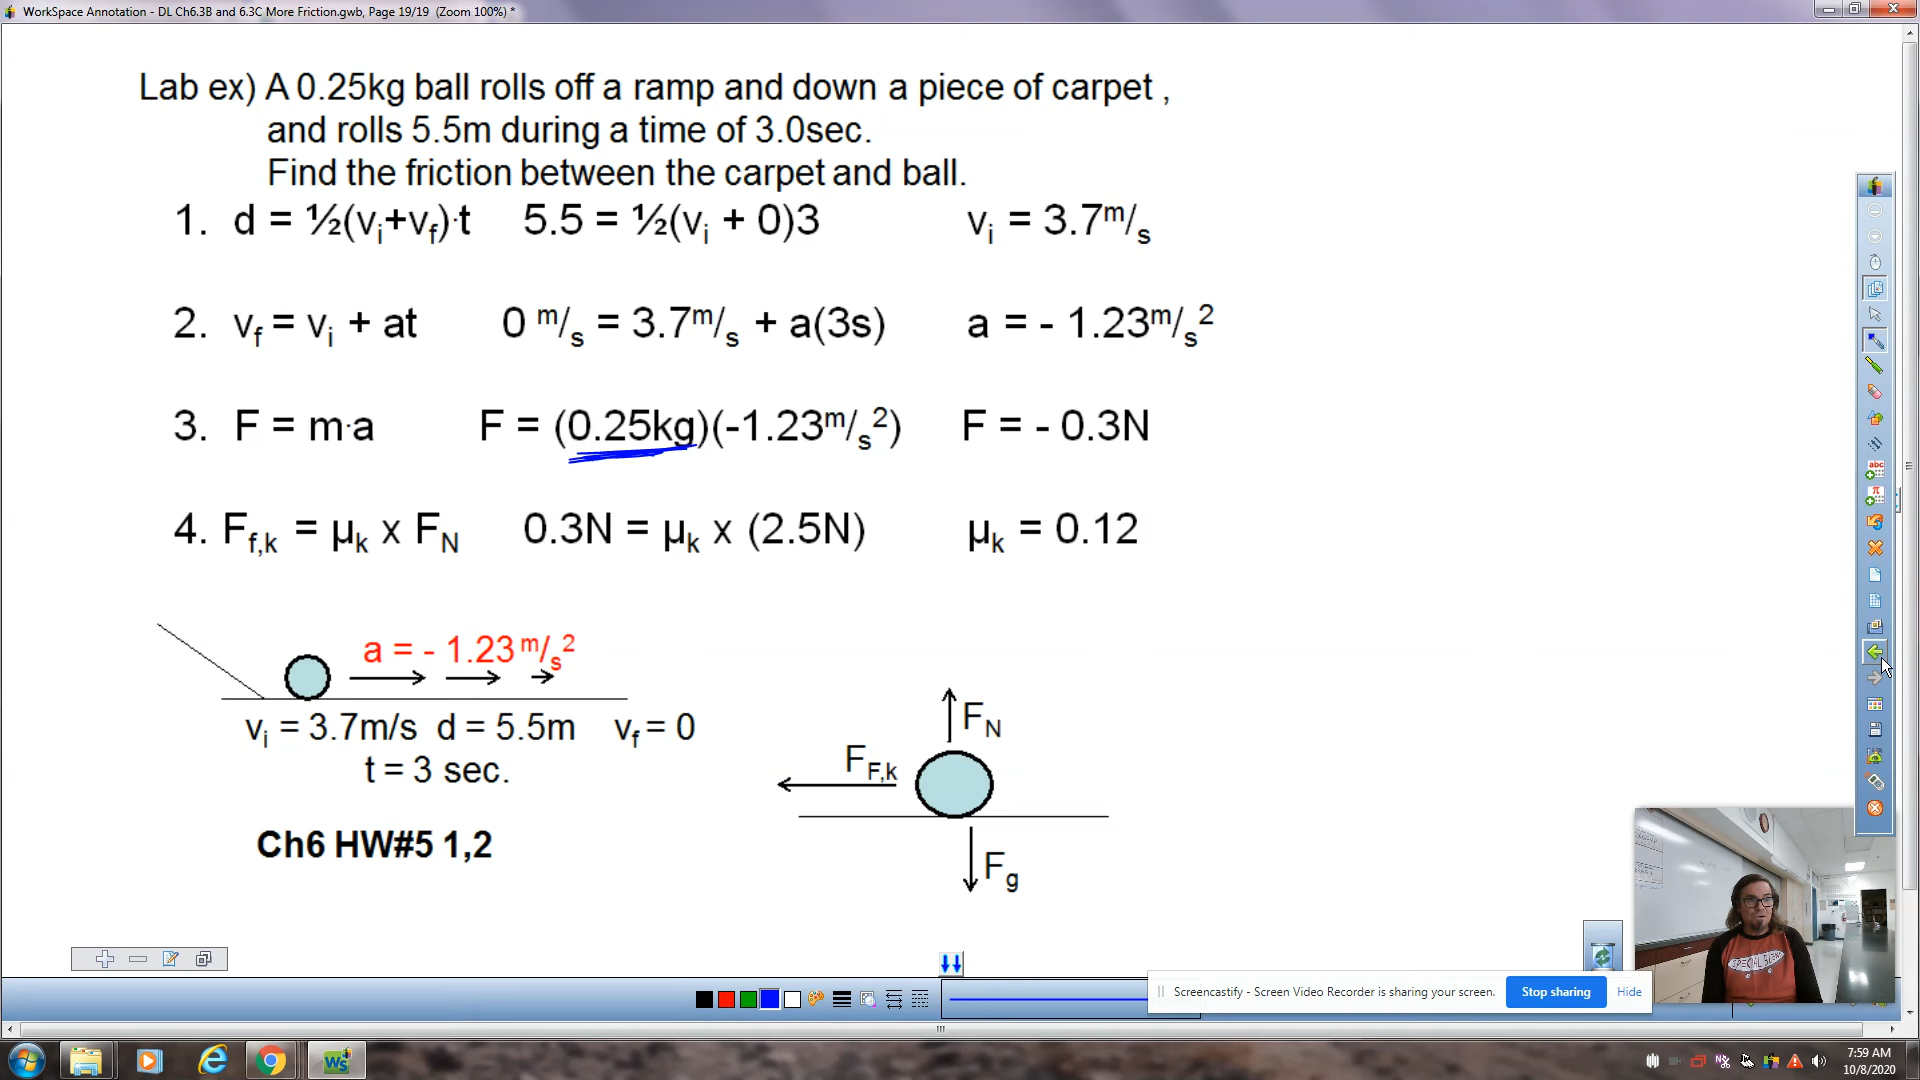 WorkSpace Annotation - DL Ch6.3B and 6.3C More Friction.gwb, Page 19/19 (Zoom 100%) *
Lab ex) A 0.25kg ball rolls off a ramp and down a piece of carpet ,
and rolls 5.5m during a time of 3.0sec.
Find the friction between the carpet and ball.
1. d = ½(vi+vf)·t 5.5 = ½(vi + 0)3 vi = 3.7m/s
2. vf = vi + at 0 m/s = 3.7m/s + a(3s) a = - 1.23m/s2
3. F = m·a F = (0.25kg)(-1.23m/s2) F = - 0.3N
4. Ff,k = µk x FN 0.3N = µk x (2.5N) µk = 0.12
a = - 1.23 m/s2
vi = 3.7m/s d = 5.5m vf = 0
t = 3 sec.
FN
FF,k
Fg
Ch6 HW#5 1,2
abc
π
Screencastify - Screen Video Recorder is sharing your screen. Stop sharing Hide
WS
7:59 AM
10/8/2020